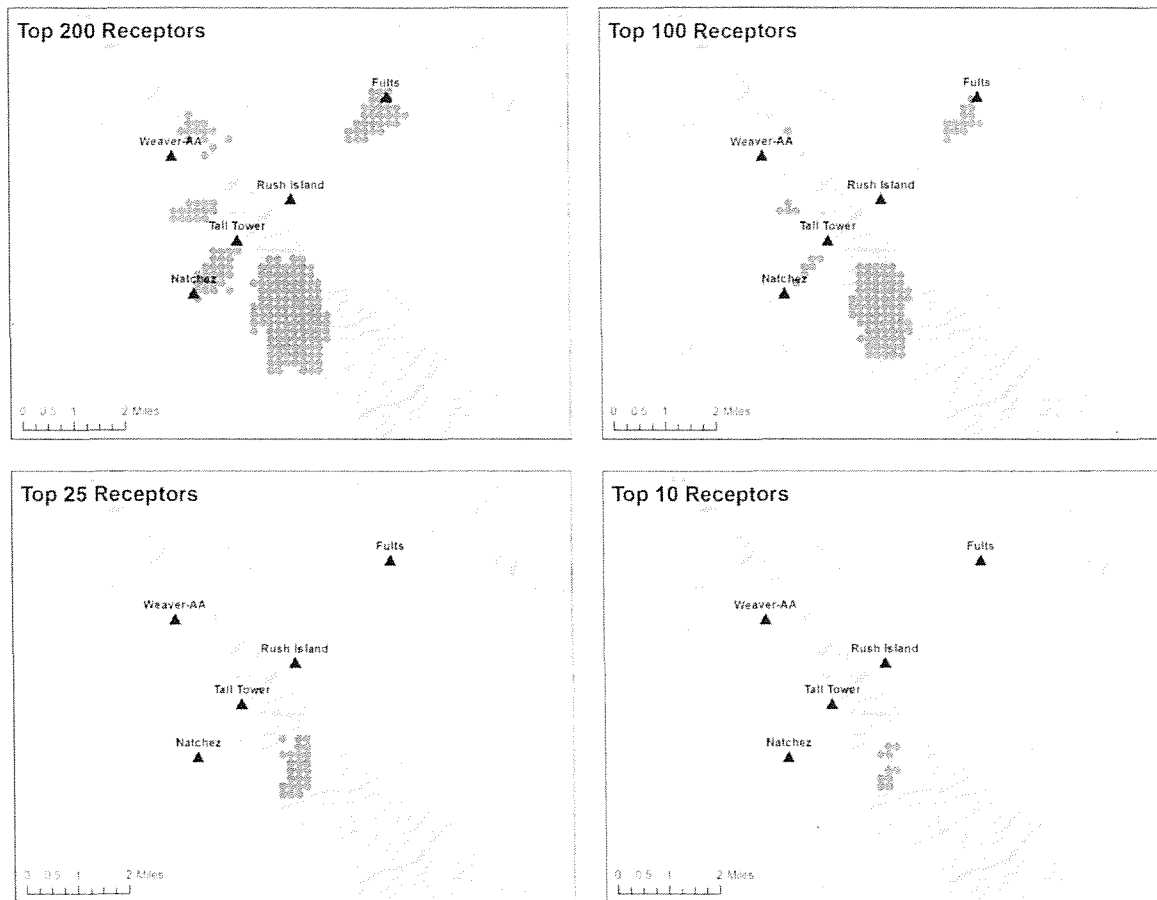 Top 200 Receptors
Fults
Weaver-AA
Rush Island
Tall Tower
Natchez
0 0.5 1 2 Miles
Top 100 Receptors
Fults
Weaver-AA
Rush Island
Tall Tower
Natchez
0 0.5 1 2 Miles
Top 25 Receptors
Fults
Weaver-AA
Rush Island
Tall Tower
Natchez
0 0.5 1 2 Miles
Top 10 Receptors
Fults
Weaver-AA
Rush Island
Tall Tower
Natchez
0 0.5 1 2 Miles